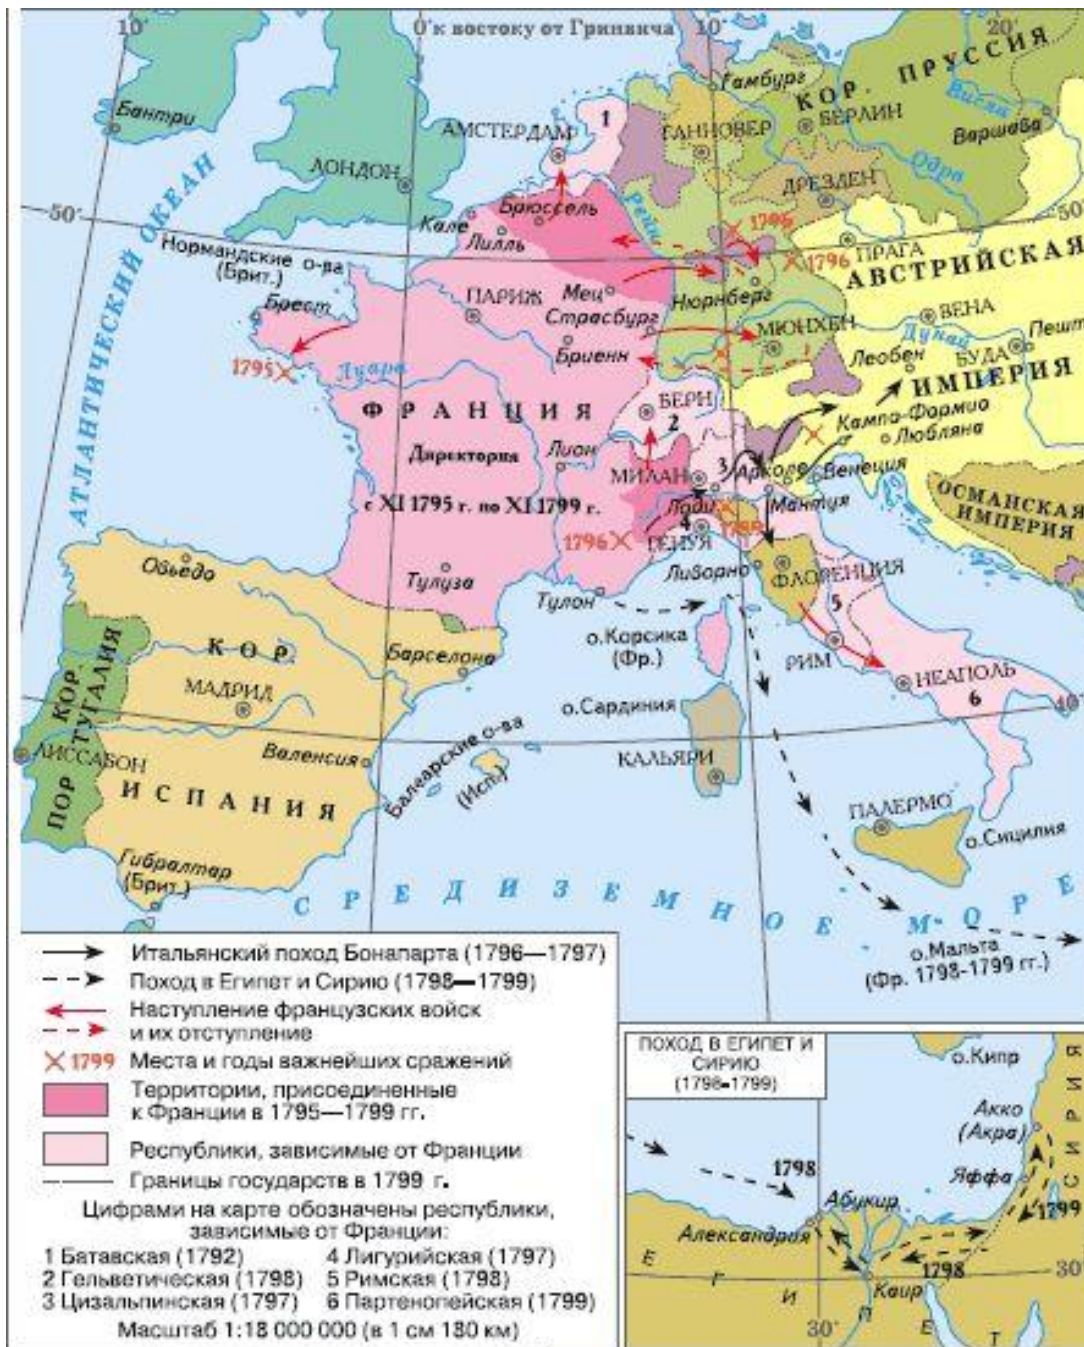 10°
0° к востоку от Гринвича
10°
20°
Бантри
ЛОНДОН
АМСТЕРДАМ
1
Гамбург
ГАННОВЕР
КОР. ПРУССИЯ
БЕРЛИН
Висла
Варшава
Одра
ДРЕЗДЕН
АТЛАНТИЧЕСКИЙ ОКЕАН
50°
50°
Кале
Брюссель
Лилль
Рейн
1796
1796
ПРАГА
АВСТРИЙСКАЯ
ИМПЕРИЯ
Нормандские о-ва
(Брит.)
Брест
ПАРИЖ
Мец
Страсбург
Бриенн
Нюрнберг
МЮНХЕН
ВЕНА
Дунай
Леобен
БУДА
Пешт
1795
Луара
ФРАНЦИЯ
Директория
с XI 1795 г. по XI 1799 г.
БЕРН
2
Лион
МИЛАН
3
Арколе
Венеция
Кампо-Формио
Любляна
Лоди
Мантуя
1799
4
ГЕНУЯ
1796
ОСМАНСКАЯ
ИМПЕРИЯ
Овьедо
Тулуза
Тулон
Ливорно
ФЛОРЕНЦИЯ
5
о.Корсика
(Фр.)
РИМ
НЕАПОЛЬ
6
40°
КОР.
ПОРТУГАЛИЯ
КОР.
ИСПАНИЯ
МАДРИД
Барселона
ЛИССАБОН
Валенсия
Балеарские о-ва
(Исп.)
о.Сардиния
КАЛЬЯРИ
ПАЛЕРМО
о.Сицилия
Гибралтар
(Брит.)
СРЕДИЗЕМНОЕ МОРЕ
о.Мальта
(Фр. 1798-1799 гг.)
Итальянский поход Бонапарта (1796—1797)
Поход в Египет и Сирию (1798—1799)
Наступление французских войск
и их отступление
1799 Места и годы важнейших сражений
Территории, присоединенные
к Франции в 1795—1799 гг.
Республики, зависимые от Франции
Границы государств в 1799 г.
Цифрами на карте обозначены республики,
зависимые от Франции:
1 Батавская (1792)
2 Гельветическая (1798)
3 Цизальпинская (1797)
4 Лигурийская (1797)
5 Римская (1798)
6 Партенопейская (1799)
Масштаб 1:18 000 000 (в 1 см 180 км)
ПОХОД В ЕГИПЕТ И
СИРИЮ
(1798-1799)
о.Кипр
СИРИЯ
Акко
(Акра)
Яффа
1799
1798
Абукир
Александрия
1798
Каир
ЕГИПЕТ
30°
30°